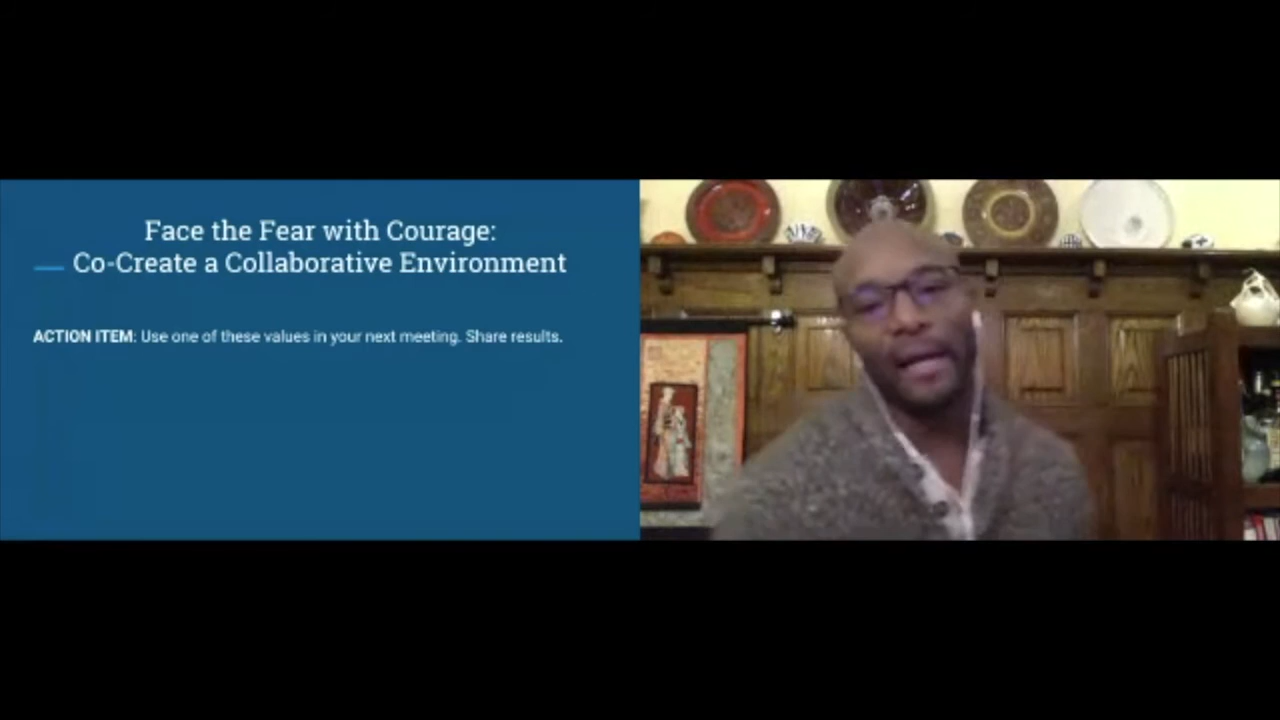 Face the Fear with Courage:
Co-Create a Collaborative Environment
ACTION ITEM: Use one of these values in your next meeting. Share results.